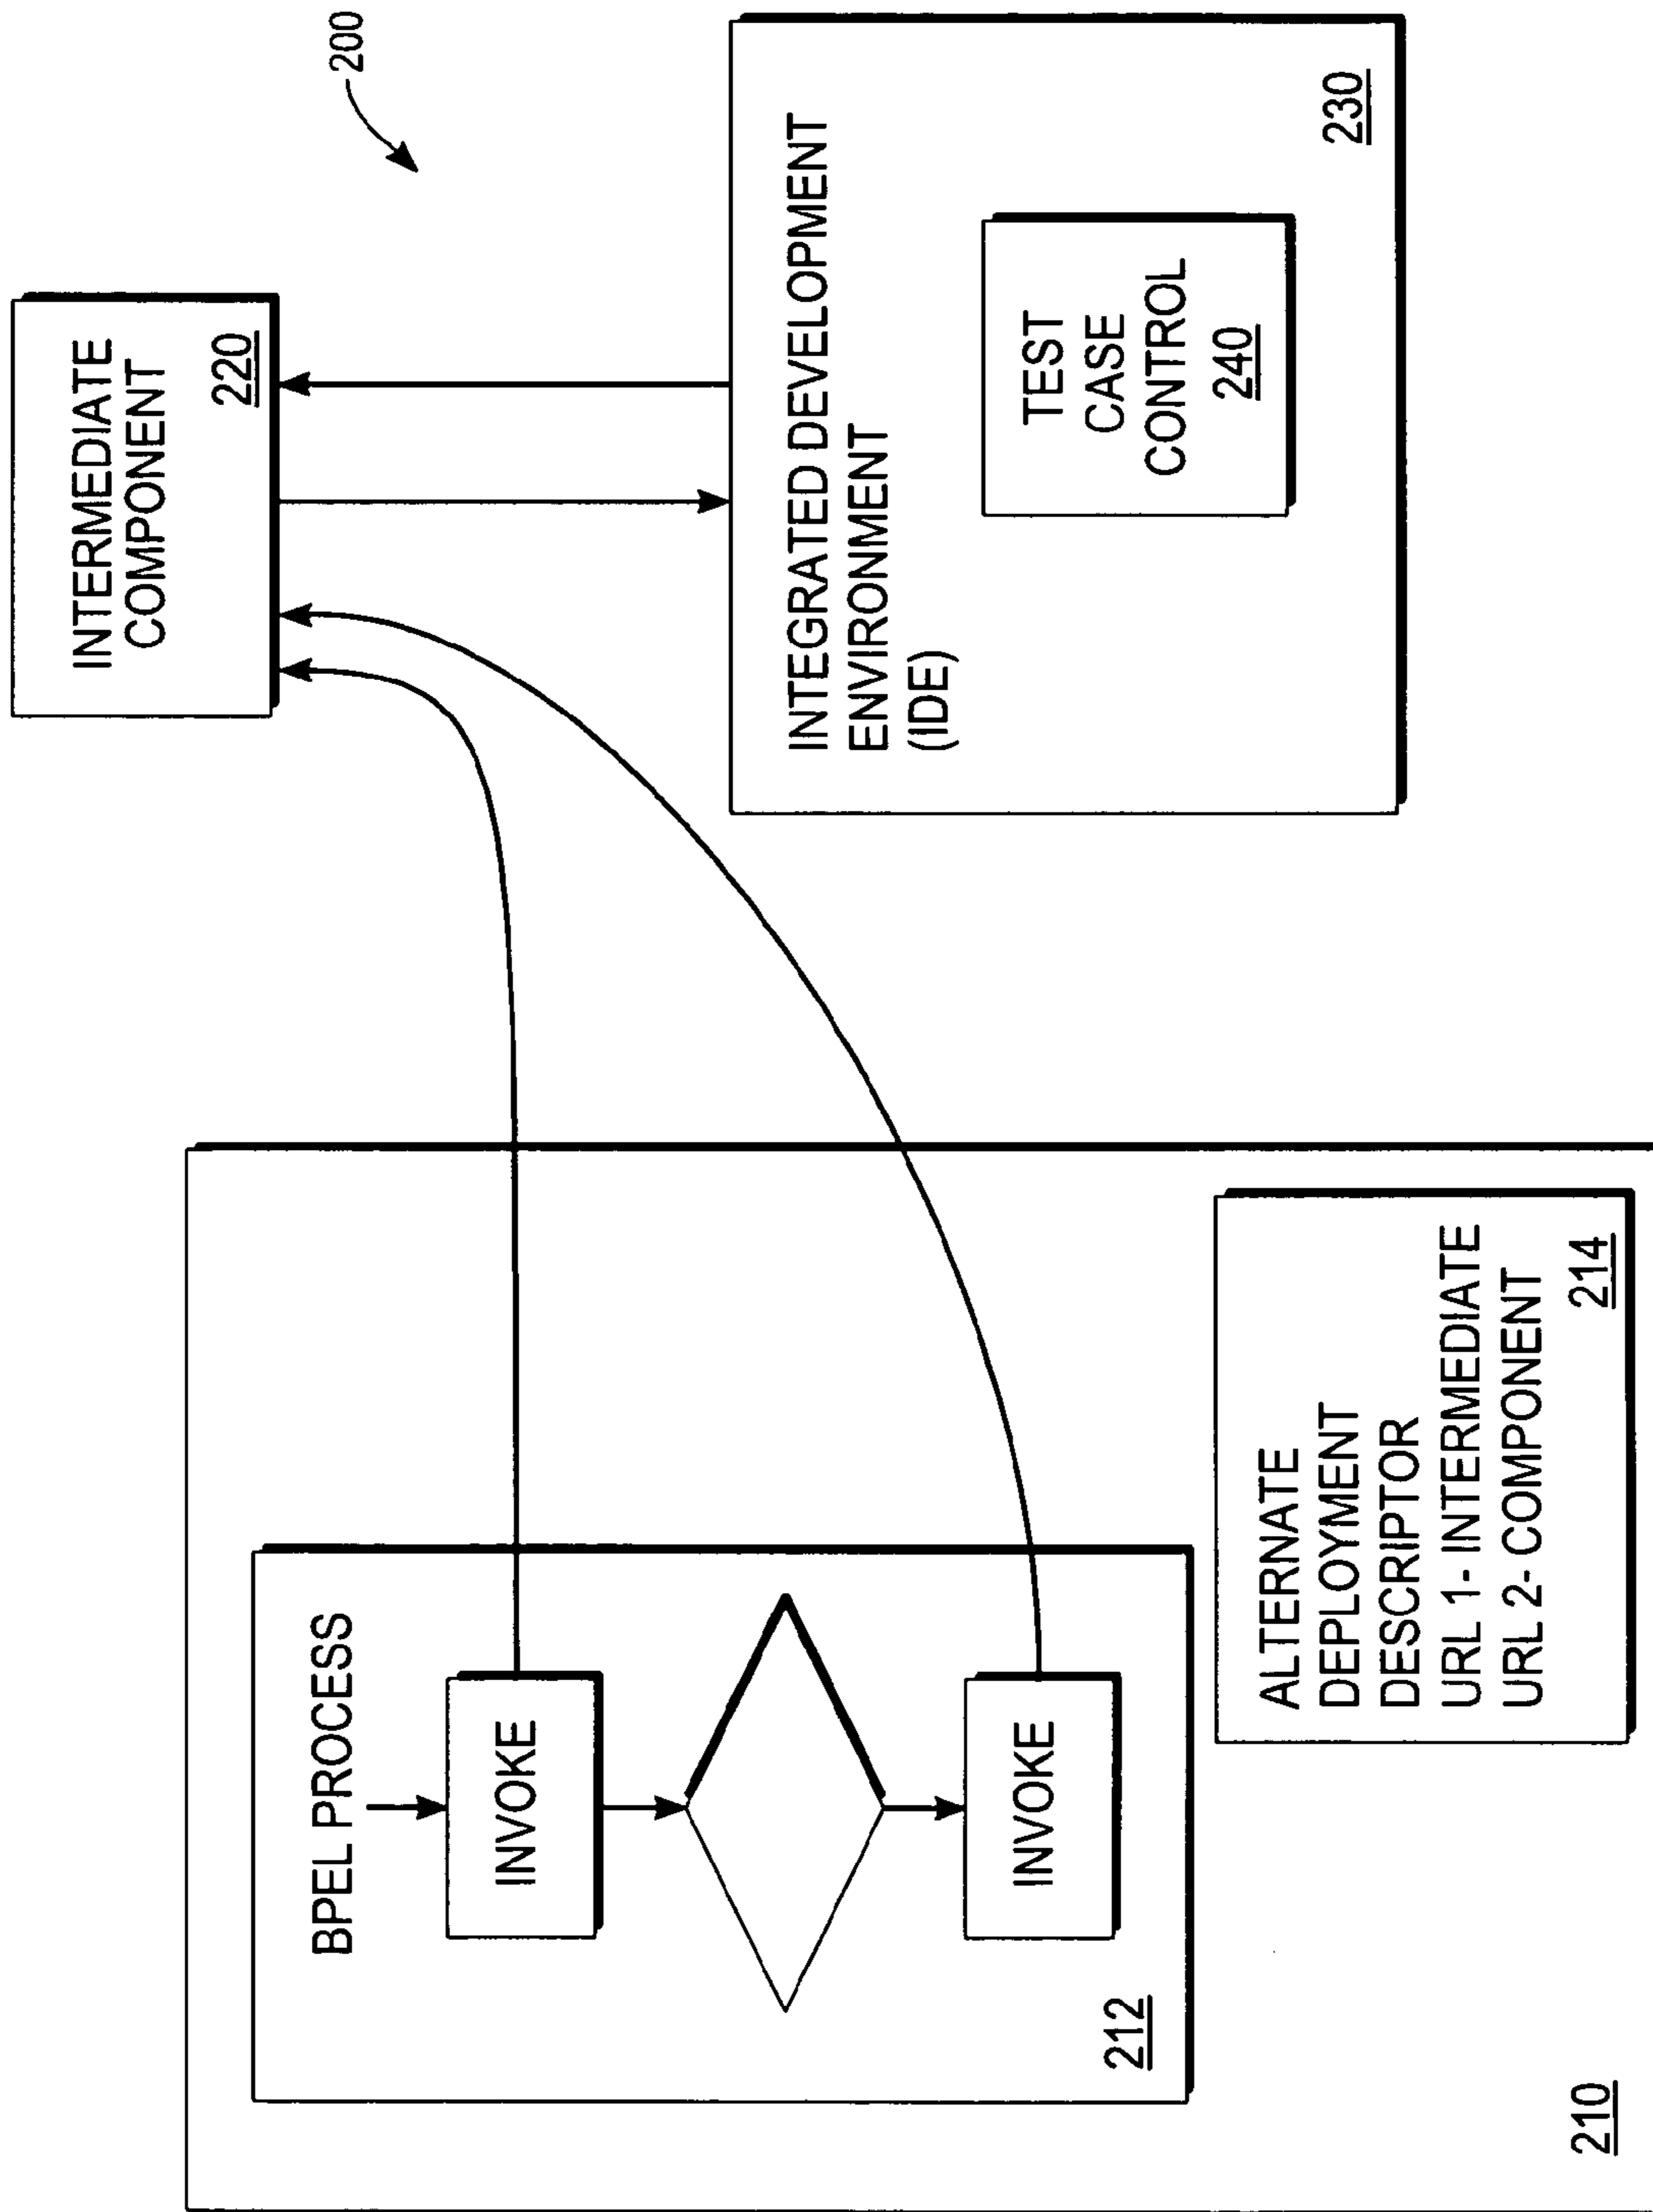 BPEL PROCESS
INVOKE
INVOKE
212
ALTERNATE
DEPLOYMENT
DESCRIPTOR
URL 1- INTERMEDIATE
URL 2- COMPONENT
214
210
INTERMEDIATE
COMPONENT
220
200
INTEGRATED DEVELOPMENT
ENVIRONMENT
(IDE)
TEST
CASE
CONTROL
240
230